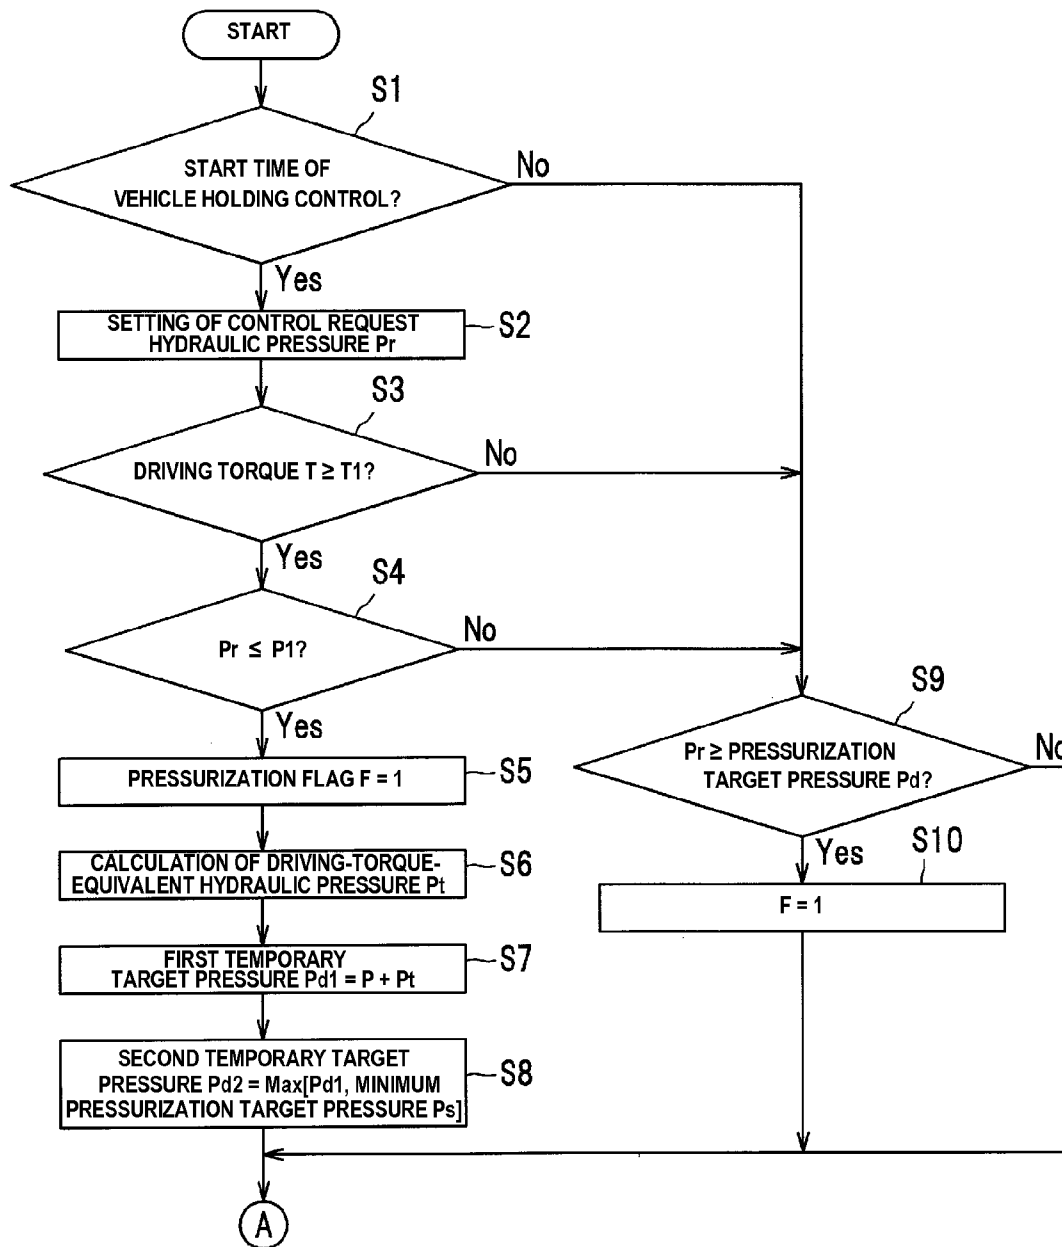 START
S1
START TIME OF
VEHICLE HOLDING CONTROL?
No
Yes
SETTING OF CONTROL REQUEST
HYDRAULIC PRESSURE Pr
S2
S3
DRIVING TORQUE T ≥ T1?
No
Yes
S4
Pr ≤ P1?
No
Yes
PRESSURIZATION FLAG F = 1
S5
CALCULATION OF DRIVING-TORQUE-
EQUIVALENT HYDRAULIC PRESSURE Pt
S6
FIRST TEMPORARY
TARGET PRESSURE Pd1 = P + Pt
S7
SECOND TEMPORARY TARGET
PRESSURE Pd2 = Max[Pd1, MINIMUM
PRESSURIZATION TARGET PRESSURE Ps]
S8
S9
Pr ≥ PRESSURIZATION
TARGET PRESSURE Pd?
No
Yes
S10
F = 1
A